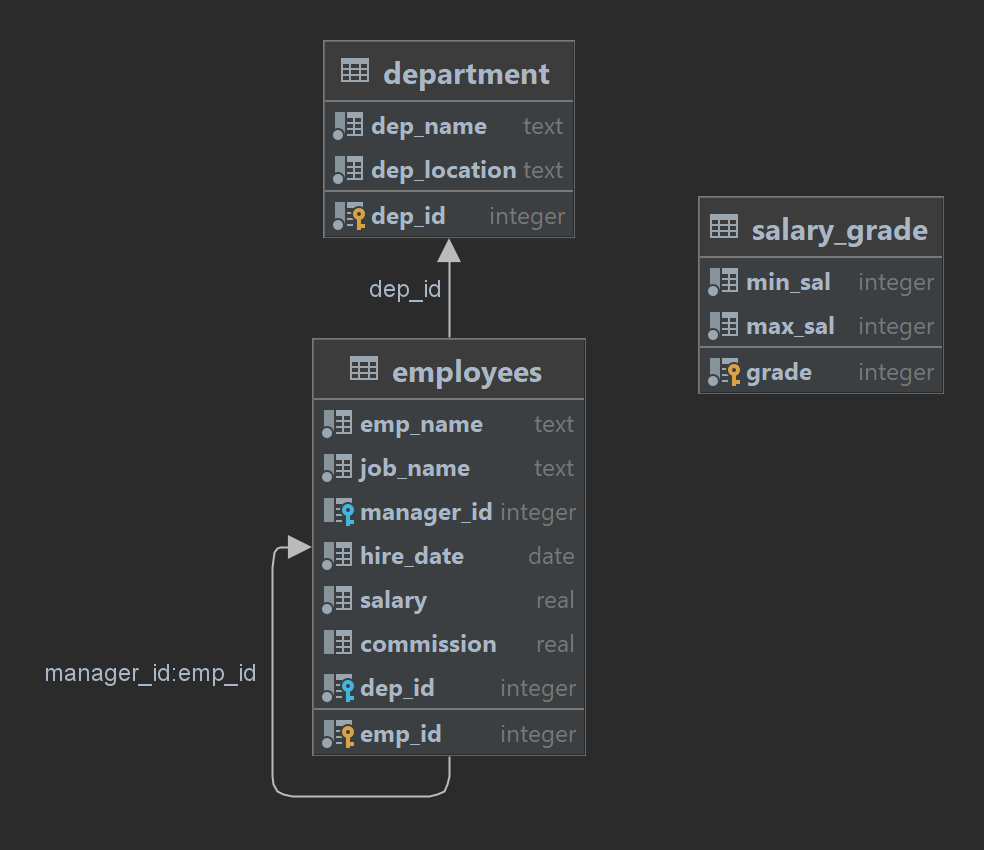 department
dep_name text
dep_location text
dep_id integer
dep_id
employees
emp_name text
job_name text
manager_id integer
hire_date date
salary real
commission real
dep_id integer
emp_id integer
manager_id:emp_id
salary_grade
min_sal integer
max_sal integer
grade integer